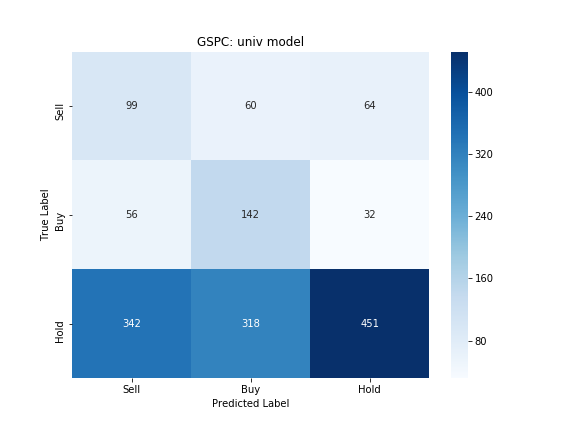 GSPC: univ model
Sell
99
60
64
True Label
Buy
56
142
32
Hold
342
318
451
Sell
Buy
Hold
Predicted Label
400
320
240
160
80